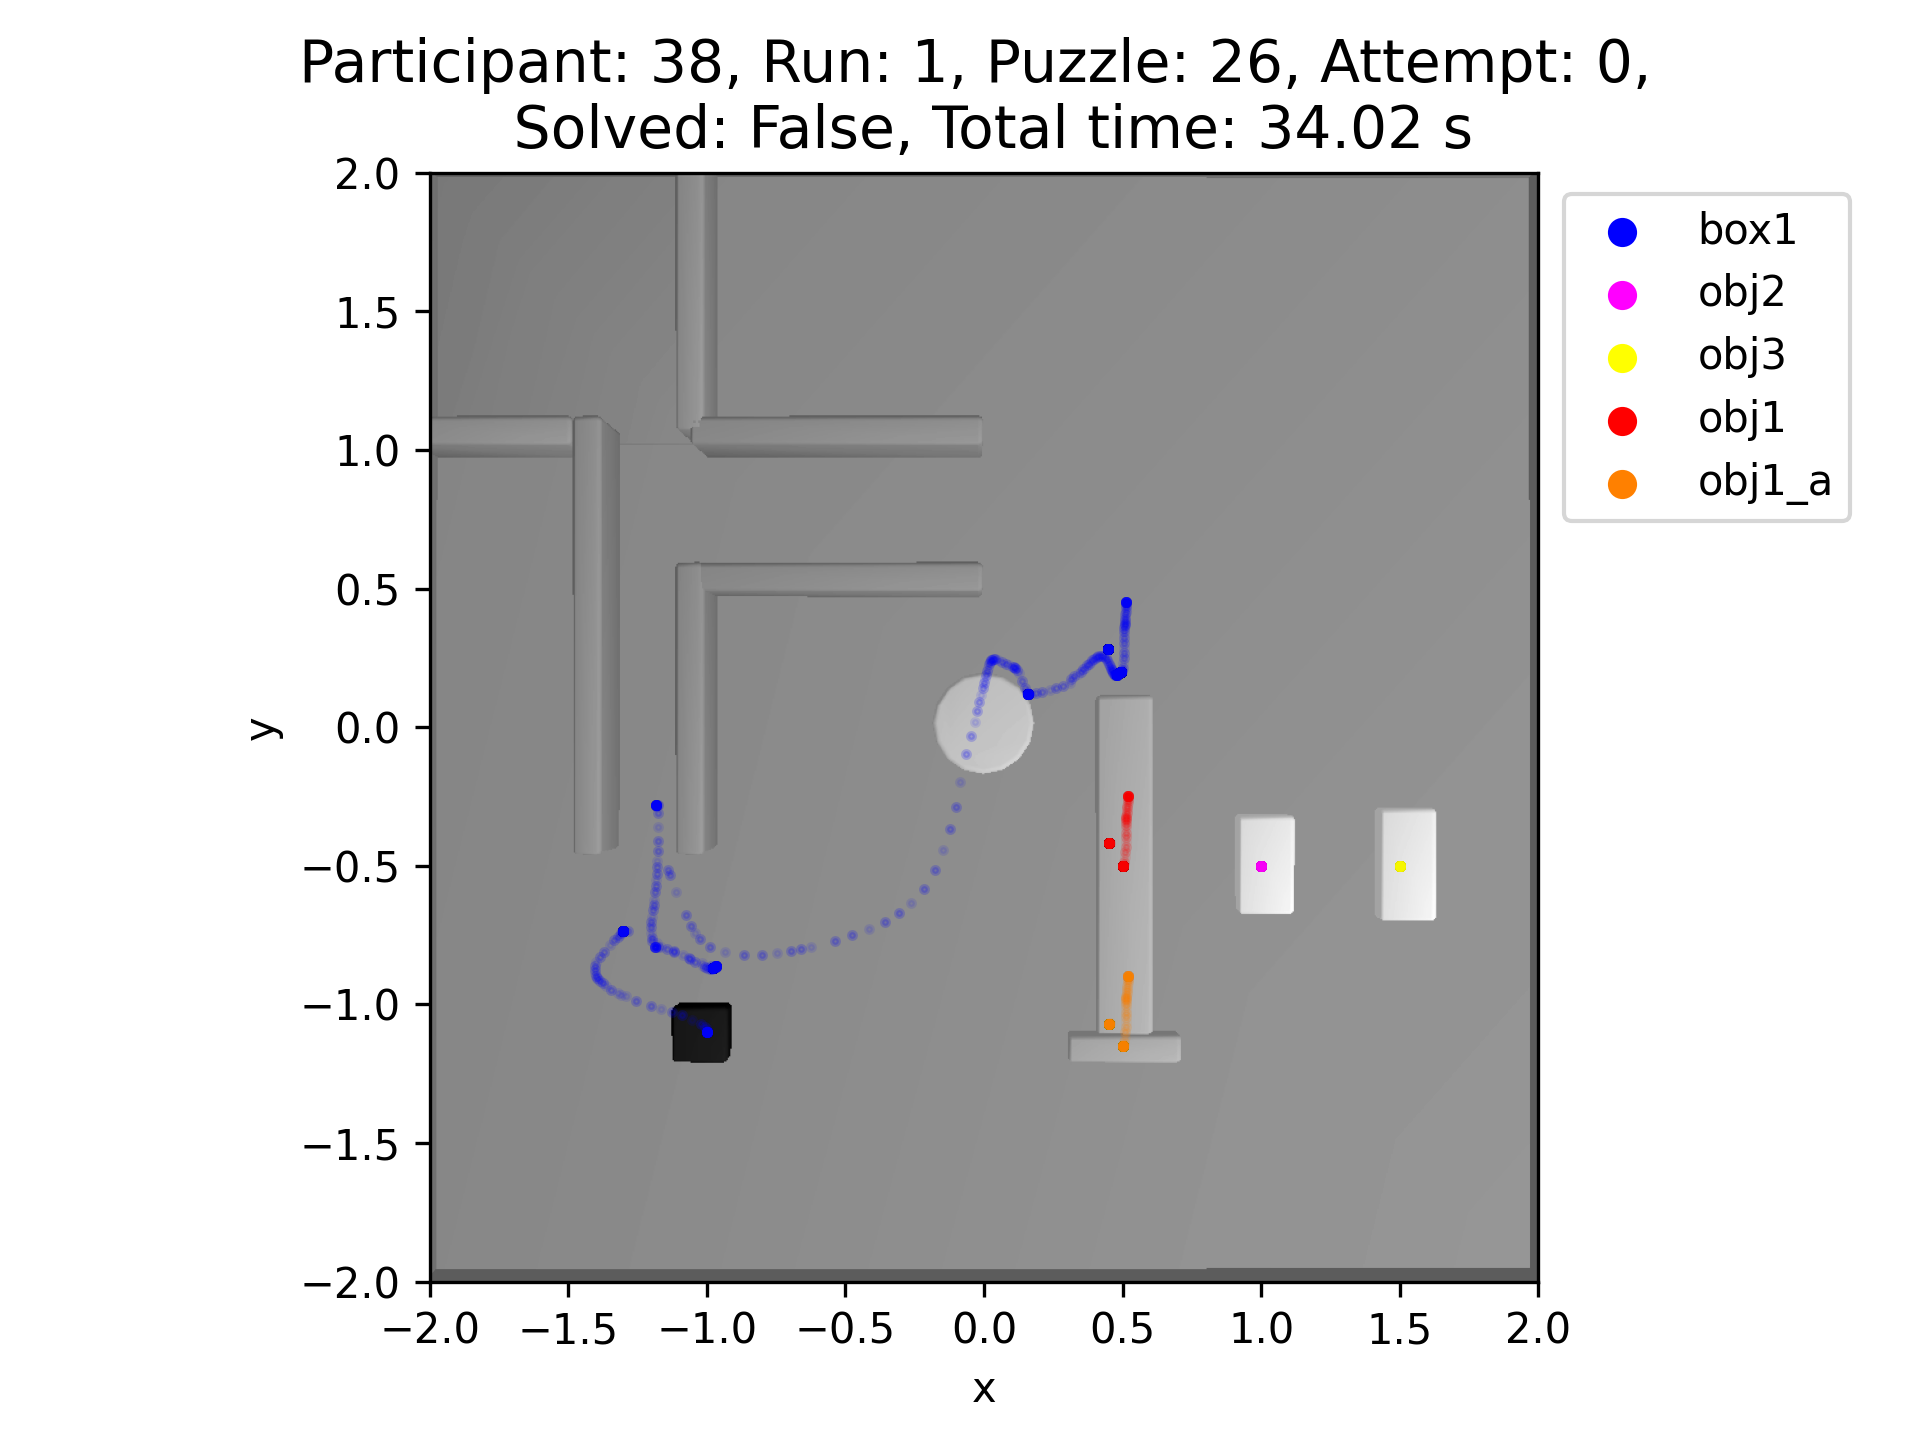 Participant: 38, Run: 1, Puzzle: 26, Attempt: 0,
Solved: False, Total time: 34.02 s
box1
obj2
obj3
obj1
obj1_a
2.0
1.5
1.0
0.5
0.0
−0.5
−1.0
−1.5
−2.0
y
−2.0 −1.5 −1.0 −0.5 0.0 0.5 1.0 1.5 2.0
x